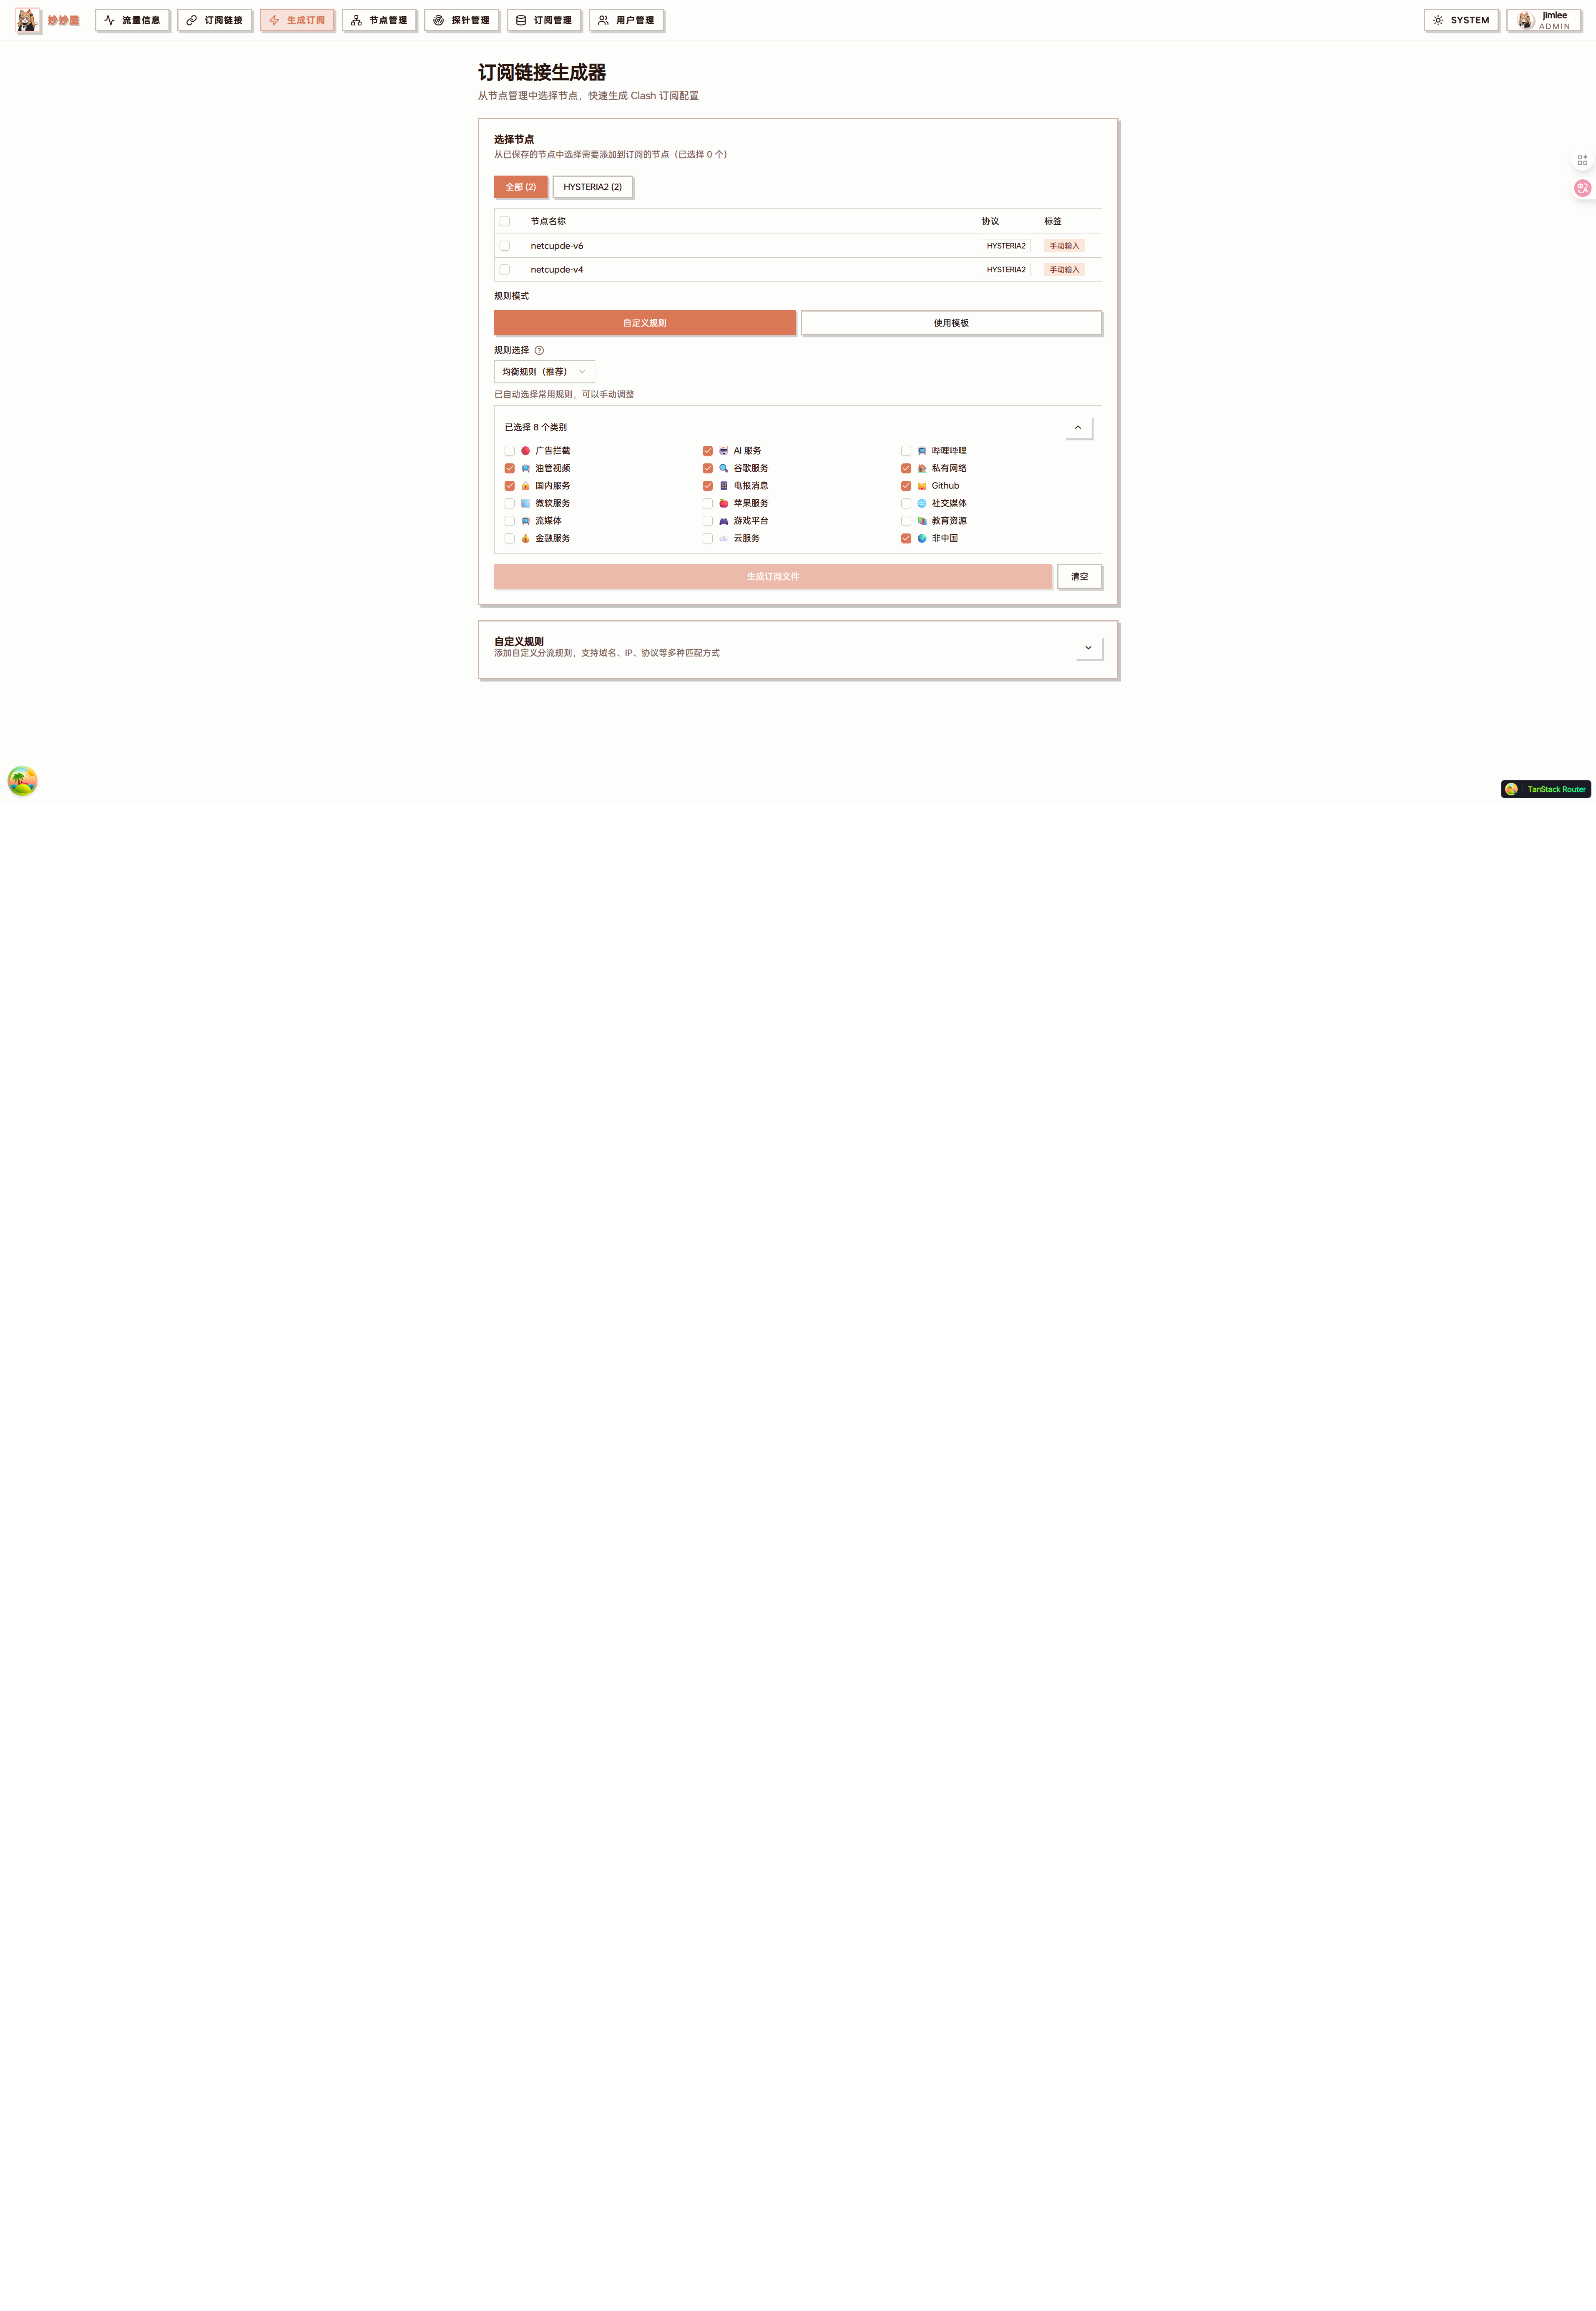 妙妙屋
流量信息
订阅链接
生成订阅
节点管理
探针管理
订阅管理
用户管理
SYSTEM
jimlee
ADMIN
订阅链接生成器
从节点管理中选择节点，快速生成 Clash 订阅配置
选择节点
从已保存的节点中选择需要添加到订阅的节点（已选择 0 个）
全部 (2)
HYSTERIA2 (2)
节点名称 协议 标签
netcupde-v6 HYSTERIA2 手动输入
netcupde-v4 HYSTERIA2 手动输入
规则模式
自定义规则
使用模板
规则选择
均衡规则（推荐）
已自动选择常用规则，可以手动调整
已选择 8 个类别
广告拦截 AI 服务 哔哩哔哩
油管视频 谷歌服务 私有网络
国内服务 电报消息 Github
微软服务 苹果服务 社交媒体
流媒体 游戏平台 教育资源
金融服务 云服务 非中国
生成订阅文件
清空
自定义规则
添加自定义分流规则，支持域名、IP、协议等多种匹配方式
TanStack Router